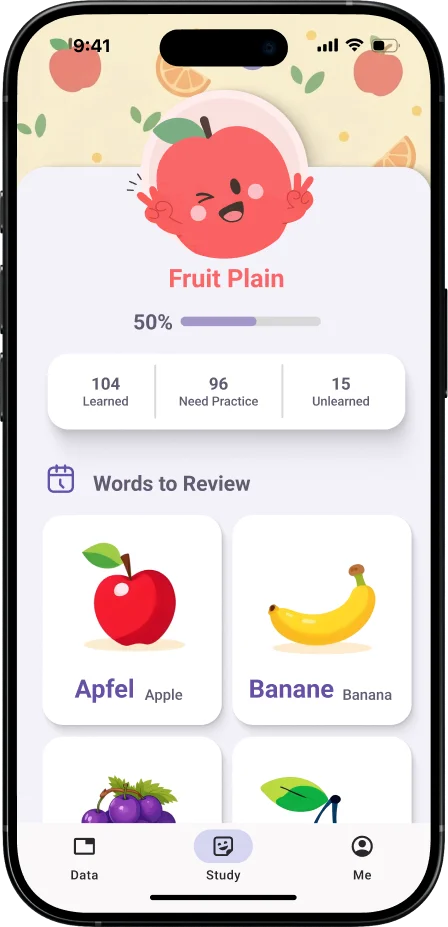 9:41
Fruit Plain
50%
104 96 15
Learned Need Practice Unlearned
Words to Review
Apfel Apple Banane Banana
Data Study Me